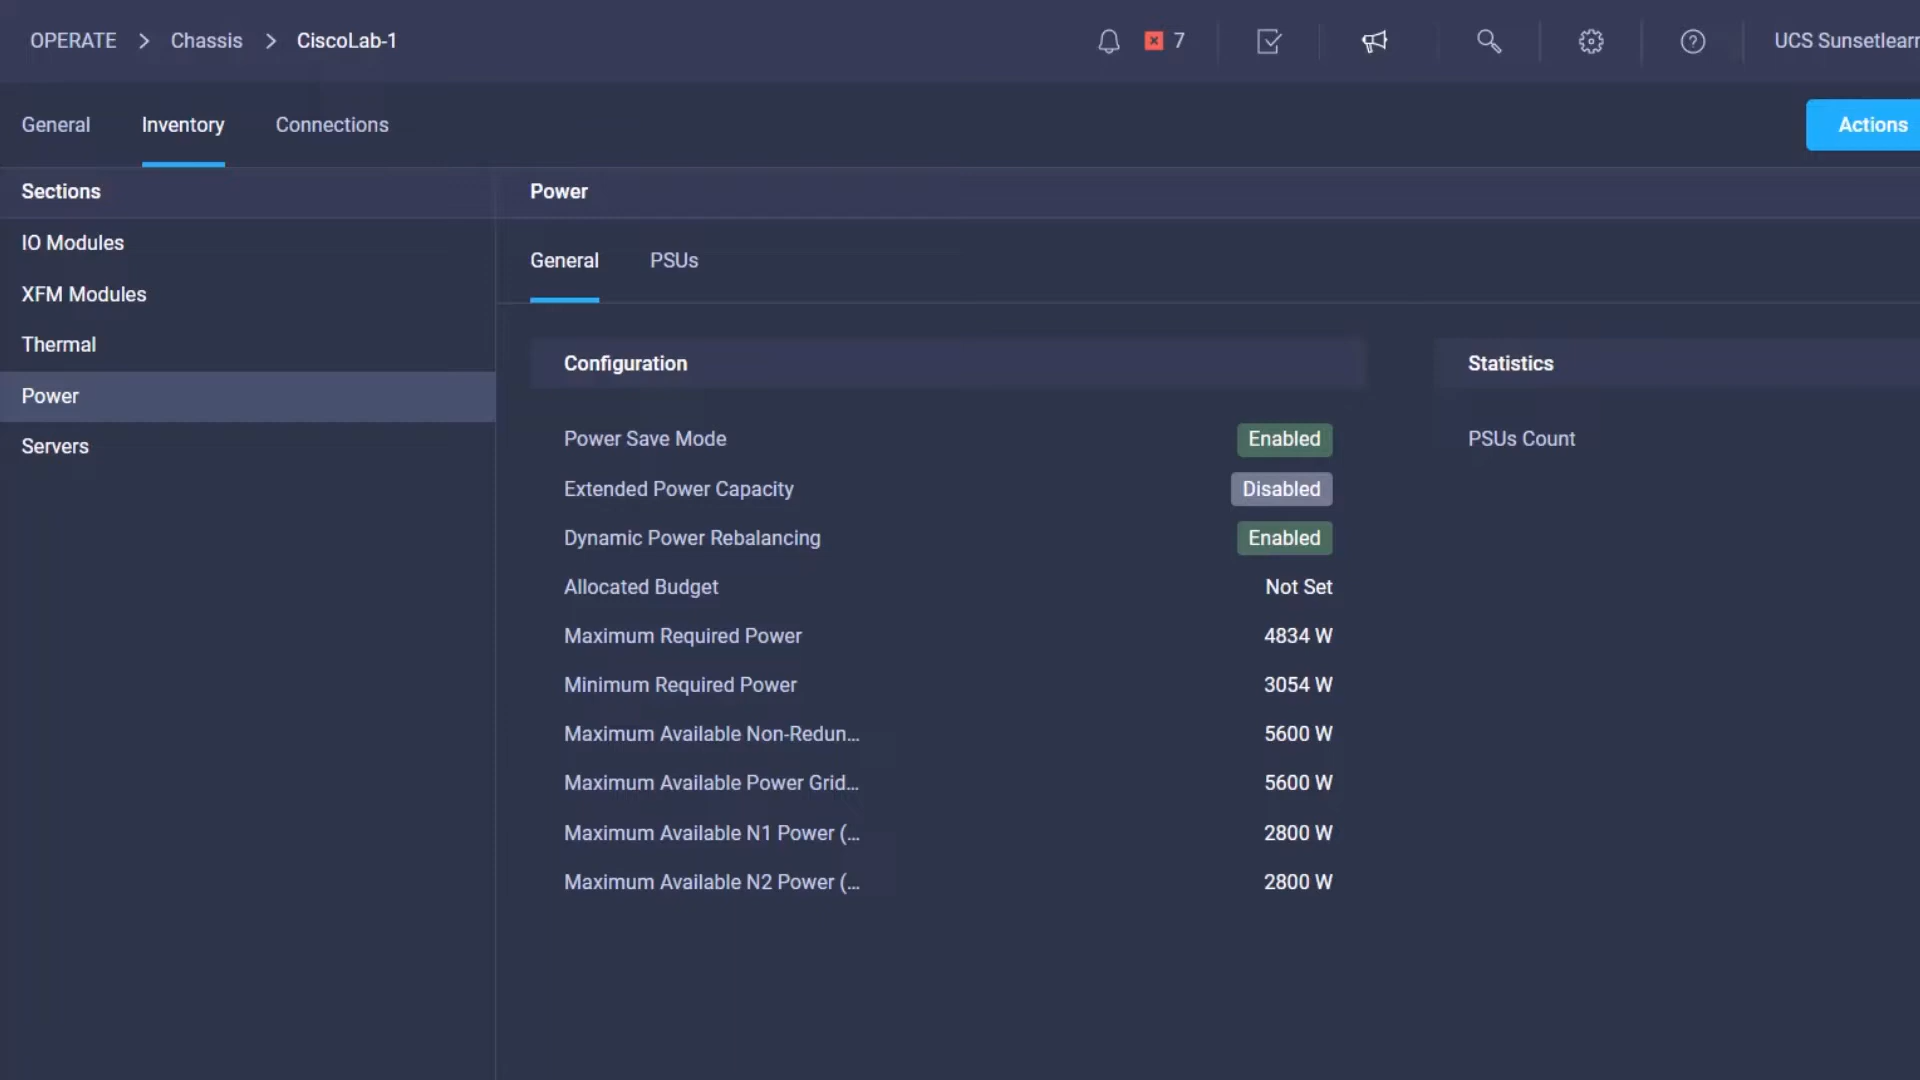 OPERATE > Chassis > CiscoLab-1
7
UCS Sunsetlearn
General Inventory Connections
Actions
Sections
IO Modules
XFM Modules
Thermal
Power
Servers
Power
General PSUs
Configuration
Power Save Mode Enabled
Extended Power Capacity Disabled
Dynamic Power Rebalancing Enabled
Allocated Budget Not Set
Maximum Required Power 4834 W
Minimum Required Power 3054 W
Maximum Available Non-Redun... 5600 W
Maximum Available Power Grid... 5600 W
Maximum Available N1 Power (... 2800 W
Maximum Available N2 Power (... 2800 W
Statistics
PSUs Count